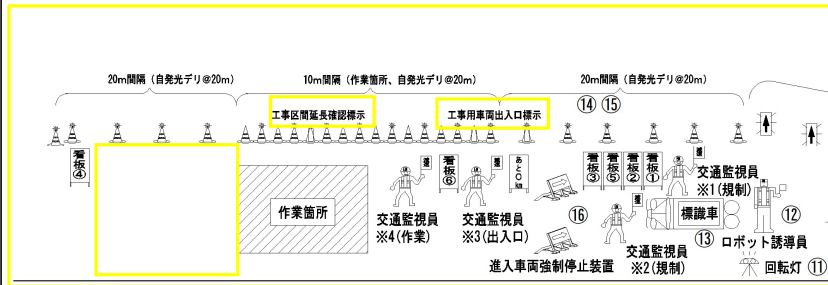 20m間隔（自発光デリ@20m）
10m間隔（作業箇所、自発光デリ@20m）
20m間隔（自発光デリ@20m）
工事区間延長確認標示
工事用車両出入口標示
⑭ ⑮
看板④
看板⑥
あと0km
看板③
看板⑤
看板②
看板①
交通監視員
※1(規制)
作業箇所
交通監視員
※4(作業)
交通監視員
※3(出入口)
⑯
標識車
⑬
⑫
ロボット誘導員
進入車両強制停止装置
交通監視員
※2(規制)
回転灯 ⑪